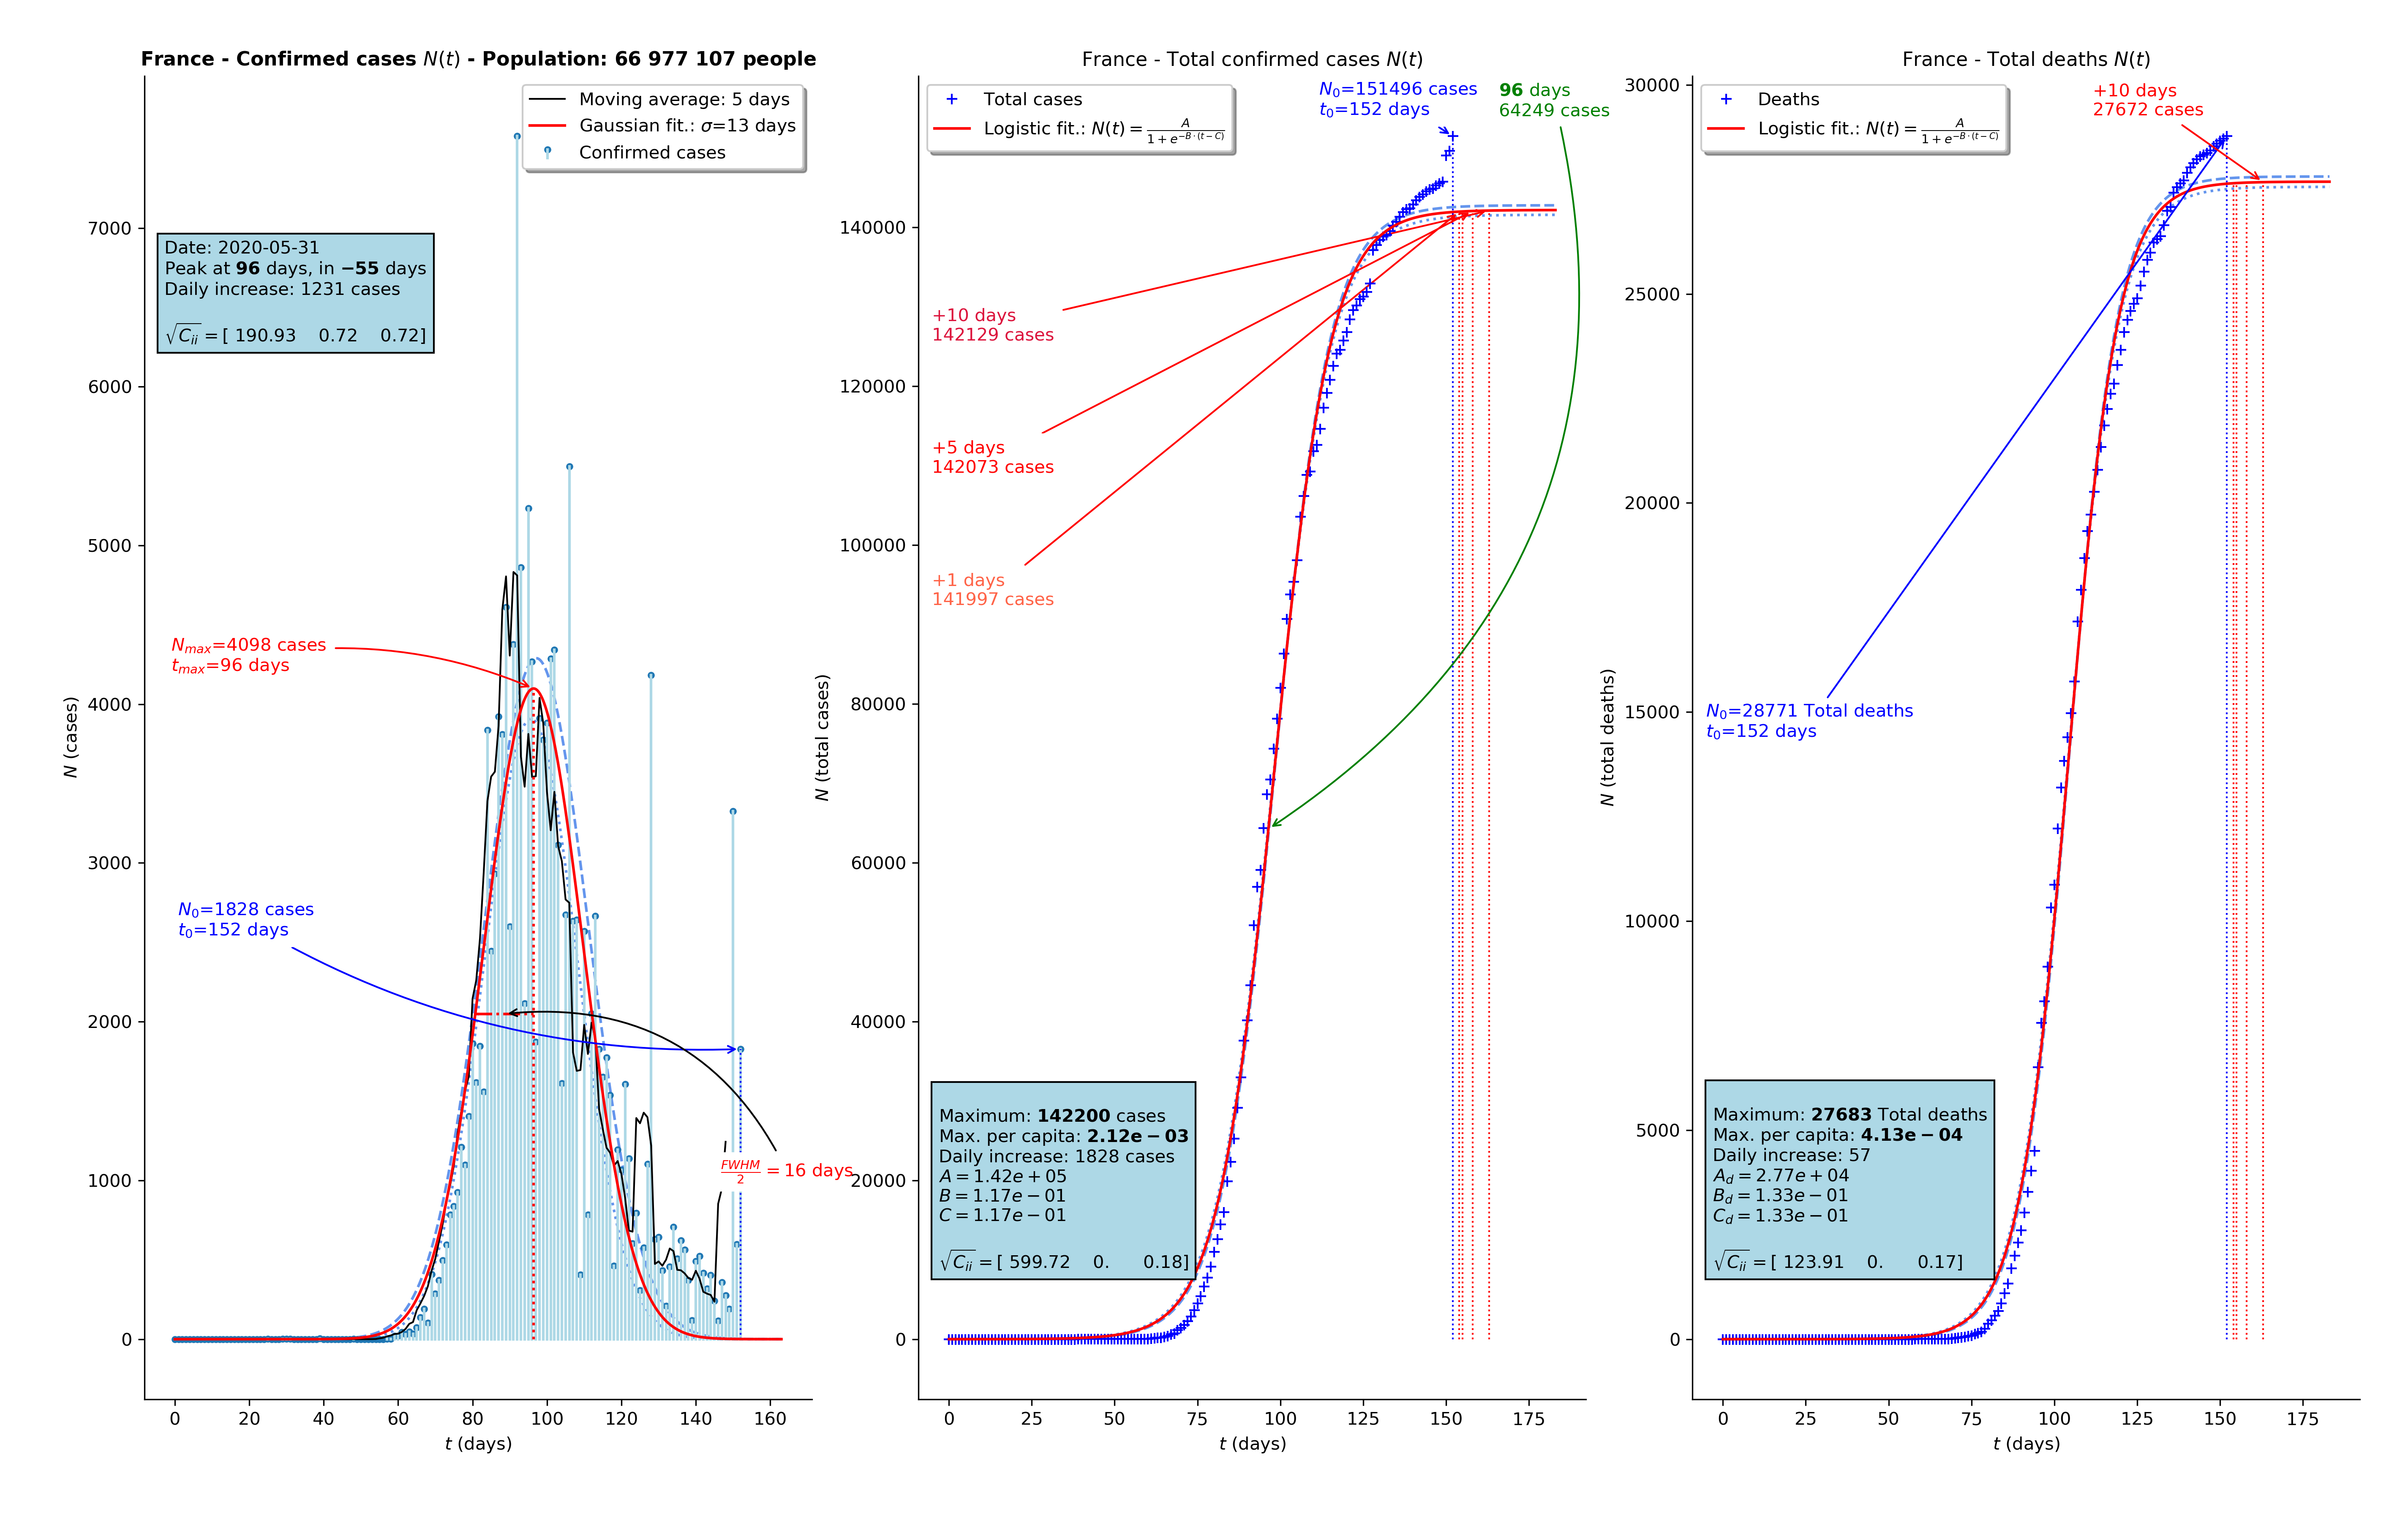 France - Confirmed cases N(t) - Population: 66 977 107 people
Moving average: 5 days
Gaussian fit.: σ=13 days
Confirmed cases
Date: 2020-05-31
Peak at 96 days, in −55 days
Daily increase: 1231 cases
√C_ii = [ 190.93 0.72 0.72]
N_max=4098 cases
t_max=96 days
N_0=1828 cases
t_0=152 days
FWHM/2 = 16 days
N (cases)
7000
6000
5000
4000
3000
2000
1000
0
0 20 40 60 80 100 120 140 160
t (days)
France - Total confirmed cases N(t)
Total cases
Logistic fit.: N(t) = A/(1 + e^{−B·(t−C)})
N_0=151496 cases
t_0=152 days
96 days
64249 cases
+10 days
142129 cases
+5 days
142073 cases
+1 days
141997 cases
Maximum: 142200 cases
Max. per capita: 2.12e − 03
Daily increase: 1828 cases
A = 1.42e + 05
B = 1.17e − 01
C = 1.17e − 01
√C_ii = [ 599.72 0. 0.18]
N (total cases)
140000
120000
100000
80000
60000
40000
20000
0
0 25 50 75 100 125 150 175
t (days)
France - Total deaths N(t)
Deaths
Logistic fit.: N(t) = A/(1 + e^{−B·(t−C)})
+10 days
27672 cases
N_0=28771 Total deaths
t_0=152 days
Maximum: 27683 Total deaths
Max. per capita: 4.13e − 04
Daily increase: 57
A_d = 2.77e + 04
B_d = 1.33e − 01
C_d = 1.33e − 01
√C_ii = [ 123.91 0. 0.17]
N (total deaths)
30000
25000
20000
15000
10000
5000
0
0 25 50 75 100 125 150 175
t (days)